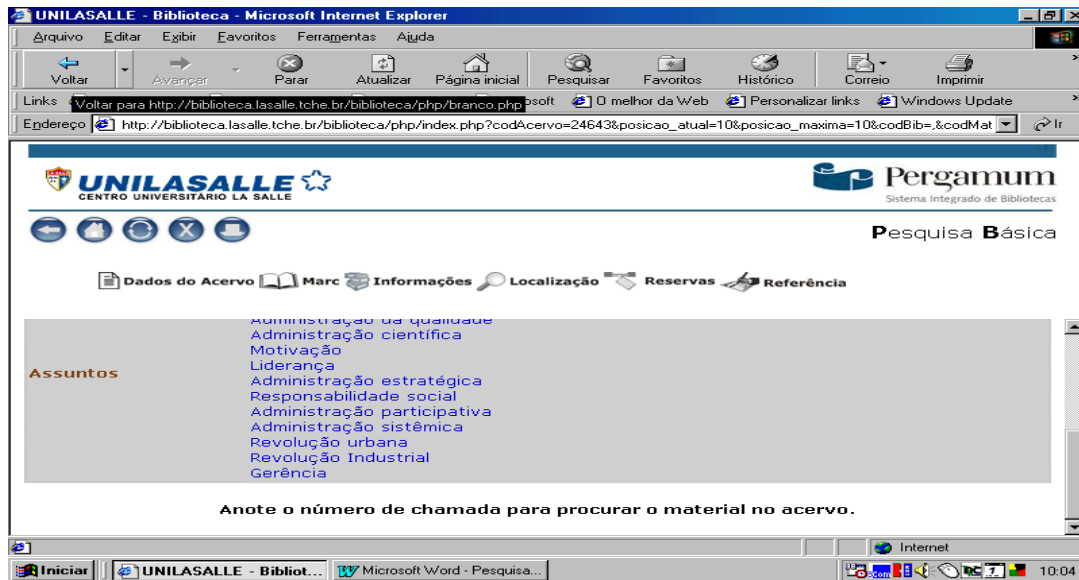 UNILASALLE - Biblioteca - Microsoft Internet Explorer
Arquivo Editar Exibir Favoritos Ferramentas Ajuda
Voltar Avançar Parar Atualizar Página inicial Pesquisar Favoritos Histórico Correio Imprimir
Links Voltar para http://biblioteca.lasalle.tche.br/biblioteca/php/branco.php osoft O melhor da Web Personalizar links Windows Update
Endereço http://biblioteca.lasalle.tche.br/biblioteca/php/index.php?codAcervo=24643&posicao_atual=10&posicao_maxima=10&codBib=,&codMat Ir
UNILASALLE Pergamum
CENTRO UNIVERSITÁRIO LA SALLE Sistema Integrado de Bibliotecas
Pesquisa Básica
Dados do Acervo Marc Informações Localização Reservas Referência
Administração da qualidade
Administração científica
Motivação
Liderança
Assuntos
Administração estratégica
Responsabilidade social
Administração participativa
Administração sistêmica
Revolução urbana
Revolução Industrial
Gerência
Anote o número de chamada para procurar o material no acervo.
Internet
Iniciar UNILASALLE - Bibliot... Microsoft Word - Pesquisa... 10:04